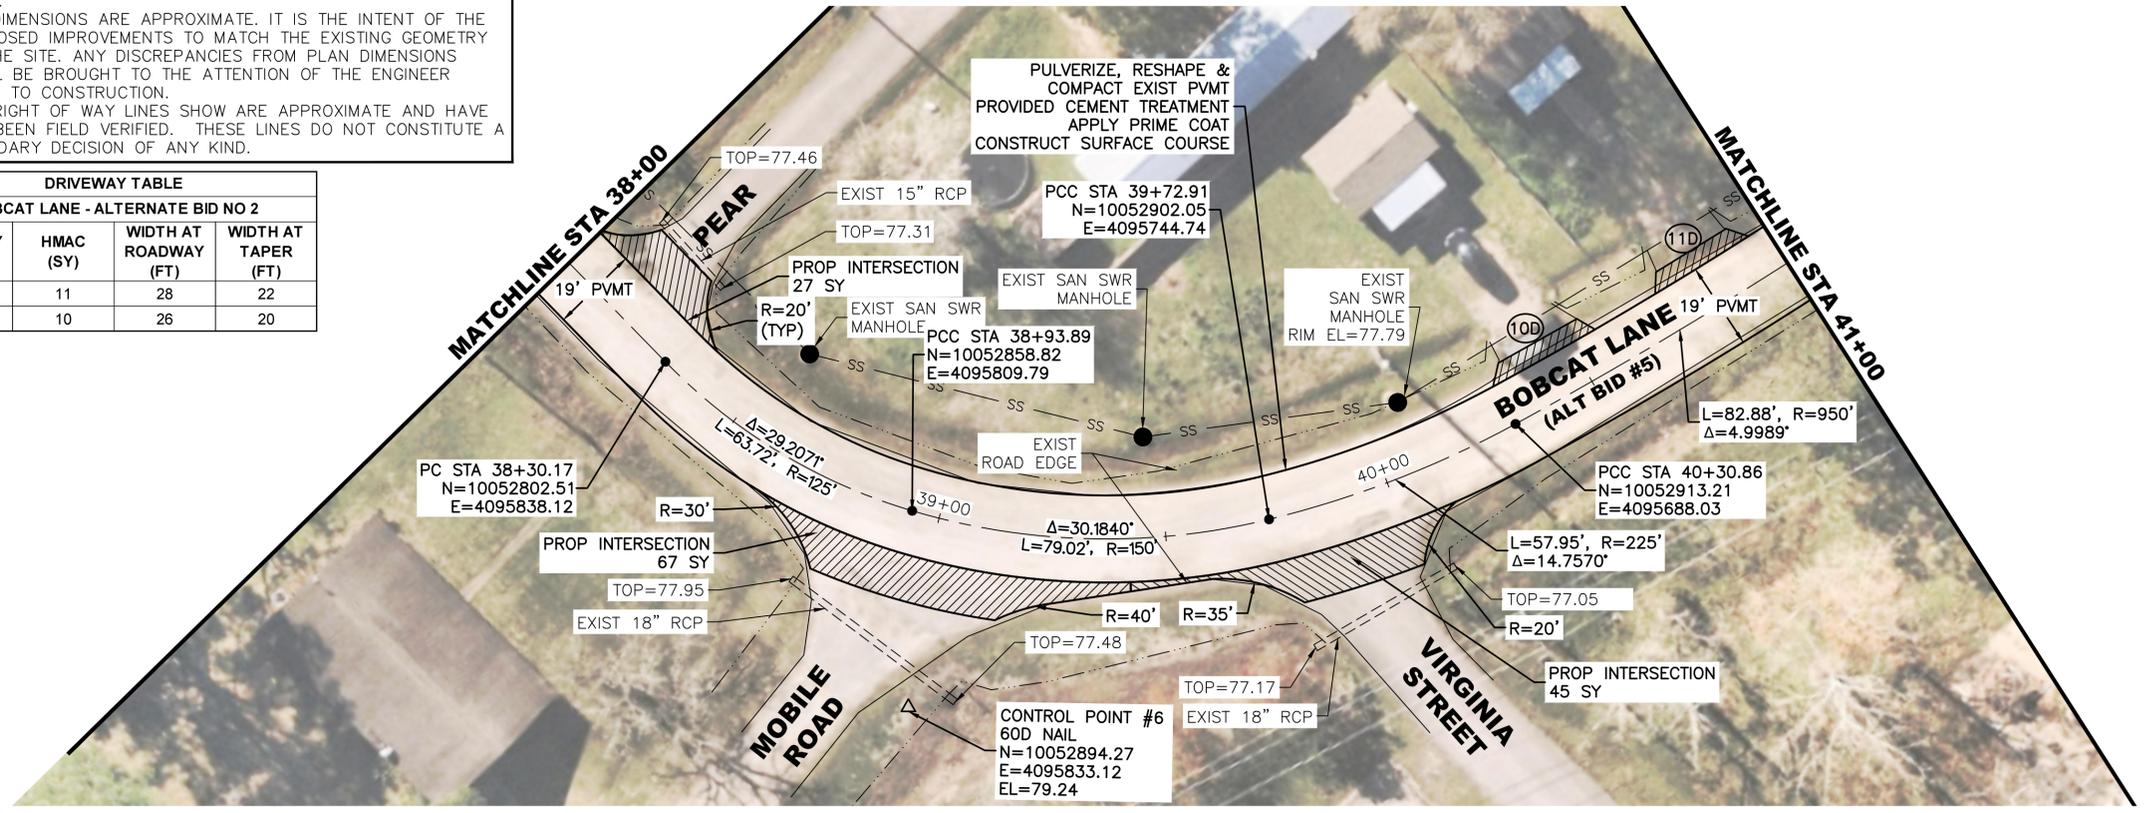 DIMENSIONS ARE APPROXIMATE. IT IS THE INTENT OF THE
OSED IMPROVEMENTS TO MATCH THE EXISTING GEOMETRY
HE SITE. ANY DISCREPANCIES FROM PLAN DIMENSIONS
BE BROUGHT TO THE ATTENTION OF THE ENGINEER
TO CONSTRUCTION.
RIGHT OF WAY LINES SHOW ARE APPROXIMATE AND HAVE
BEEN FIELD VERIFIED. THESE LINES DO NOT CONSTITUTE A
DARY DECISION OF ANY KIND.
DRIVEWAY TABLE
BCAT LANE - ALTERNATE BID NO 2
HMAC (SY) WIDTH AT ROADWAY (FT) WIDTH AT TAPER (FT)
11 28 22
10 26 20
MATCHLINE STA 38+00
PEAR
TOP=77.46
EXIST 15" RCP
TOP=77.31
PROP INTERSECTION
27 SY
19' PVMT
R=20'
(TYP)
EXIST SAN SWR
MANHOLE
PCC STA 38+93.89
N=10052858.82
E=4095809.79
PULVERIZE, RESHAPE &
COMPACT EXIST PVMT
PROVIDED CEMENT TREATMENT
APPLY PRIME COAT
CONSTRUCT SURFACE COURSE
PCC STA 39+72.91
N=10052902.05
E=4095744.74
EXIST SAN SWR
MANHOLE
EXIST
SAN SWR
MANHOLE
RIM EL=77.79
MATCHLINE STA 41+00
11D
10D
19' PVMT
BOBCAT LANE
(ALT BID #5)
SS
SS
SS
SS
SS
SS
SS
SS
SS
SS
SS
S
L=82.88', R=950'
Δ=4.9989°
PCC STA 40+30.86
N=10052913.21
E=4095688.03
L=57.95', R=225'
Δ=14.7570°
40+00
EXIST
ROAD EDGE
Δ=29.2071°
L=63.72', R=125'
39+00
Δ=30.1840°
L=79.02', R=150'
PC STA 38+30.17
N=10052802.51
E=4095838.12
R=30'
PROP INTERSECTION
67 SY
TOP=77.95
EXIST 18" RCP
MOBILE
ROAD
R=40'
R=35'
TOP=77.48
CONTROL POINT #6
60D NAIL
N=10052894.27
E=4095833.12
EL=79.24
TOP=77.17
EXIST 18" RCP
VIRGINIA
STREET
TOP=77.05
R=20'
PROP INTERSECTION
45 SY